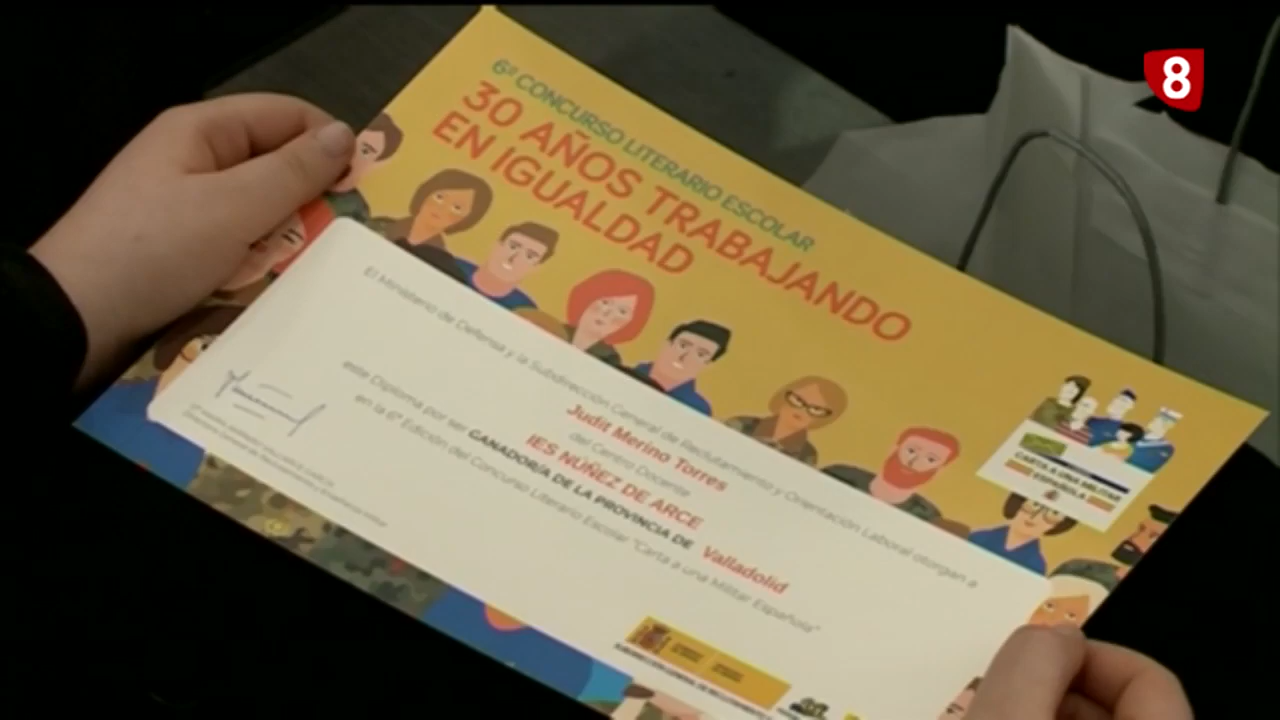 8
6º CONCURSO LITERARIO ESCOLAR
30 AÑOS TRABAJANDO
EN IGUALDAD
El Ministerio de Defensa y la Subdirección General de Reclutamiento y Orientación Laboral otorgan a
Judit Merino Torres
del Centro Docente
IES NÚÑEZ DE ARCE
este Diploma por ser GANADOR/A DE LA PROVINCIA DE Valladolid
en la 6ª Edición del Concurso Literario Escolar "Carta a una Militar Española"
CARTA A UNA MILITAR
ESPAÑOLA